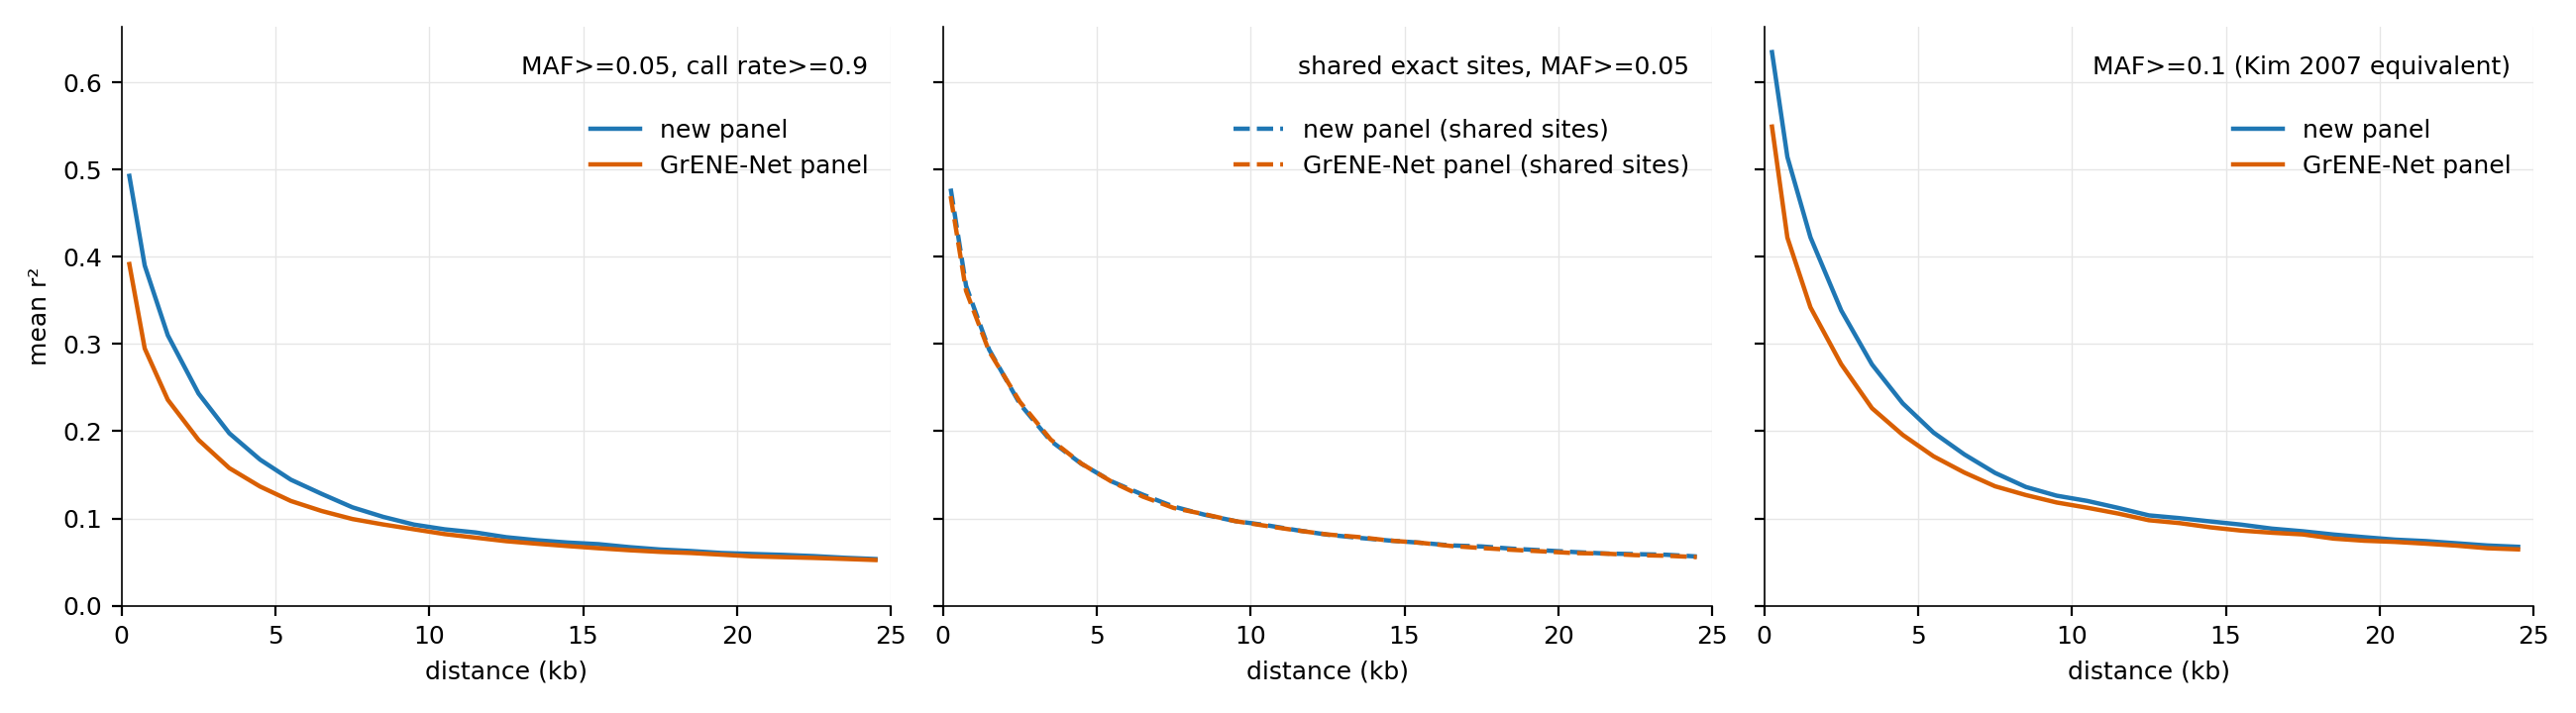 MAF>=0.05, call rate>=0.9
new panel
GrENE-Net panel
mean r²
0.6
0.5
0.4
0.3
0.2
0.1
0.0
0 5 10 15 20 25
distance (kb)
shared exact sites, MAF>=0.05
new panel (shared sites)
GrENE-Net panel (shared sites)
0 5 10 15 20 25
distance (kb)
MAF>=0.1 (Kim 2007 equivalent)
new panel
GrENE-Net panel
0 5 10 15 20 25
distance (kb)